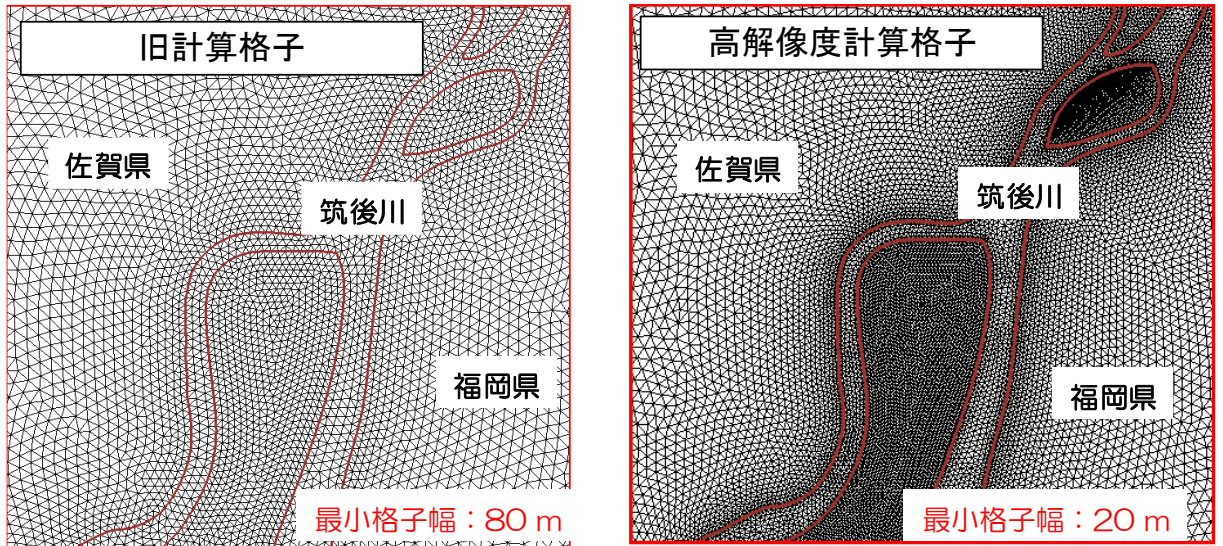 旧計算格子
佐賀県
筑後川
福岡県
最小格子幅：80 m
高解像度計算格子
佐賀県
筑後川
福岡県
最小格子幅：20 m